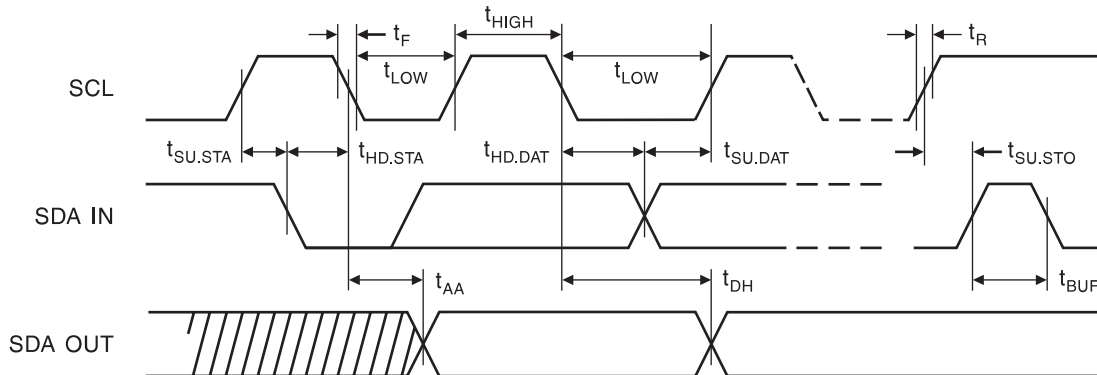 tHIGH
tF
tR
tLOW
tLOW
SCL
tSU.STA
tHD.STA
tHD.DAT
tSU.DAT
tSU.STO
SDA IN
tAA
tDH
tBUF
SDA OUT